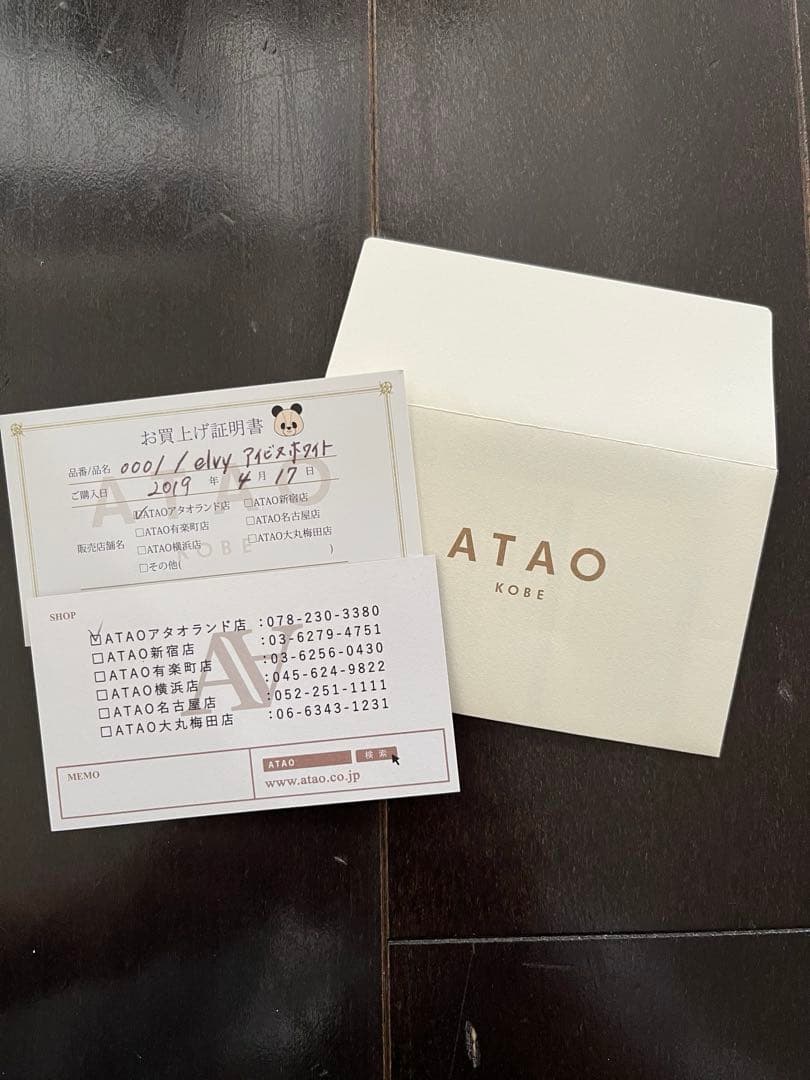 お買上げ証明書
品番/品名 0001 / elvy アイビスホワイト
ご購入日 2019 年 4 月 17 日
ATAO
KOBE
販売店舗名
☑ATAOアタオランド店 □ATAO新宿店
□ATAO有楽町店 □ATAO名古屋店
□ATAO横浜店 □ATAO大丸梅田店
□その他( )
ATAO
KOBE
SHOP
☑ATAOアタオランド店 :078-230-3380
□ATAO新宿店 :03-6279-4751
□ATAO有楽町店 :03-6256-0430
□ATAO横浜店 :045-624-9822
□ATAO名古屋店 :052-251-1111
□ATAO大丸梅田店 :06-6343-1231
MEMO
ATAO 検索
www.atao.co.jp